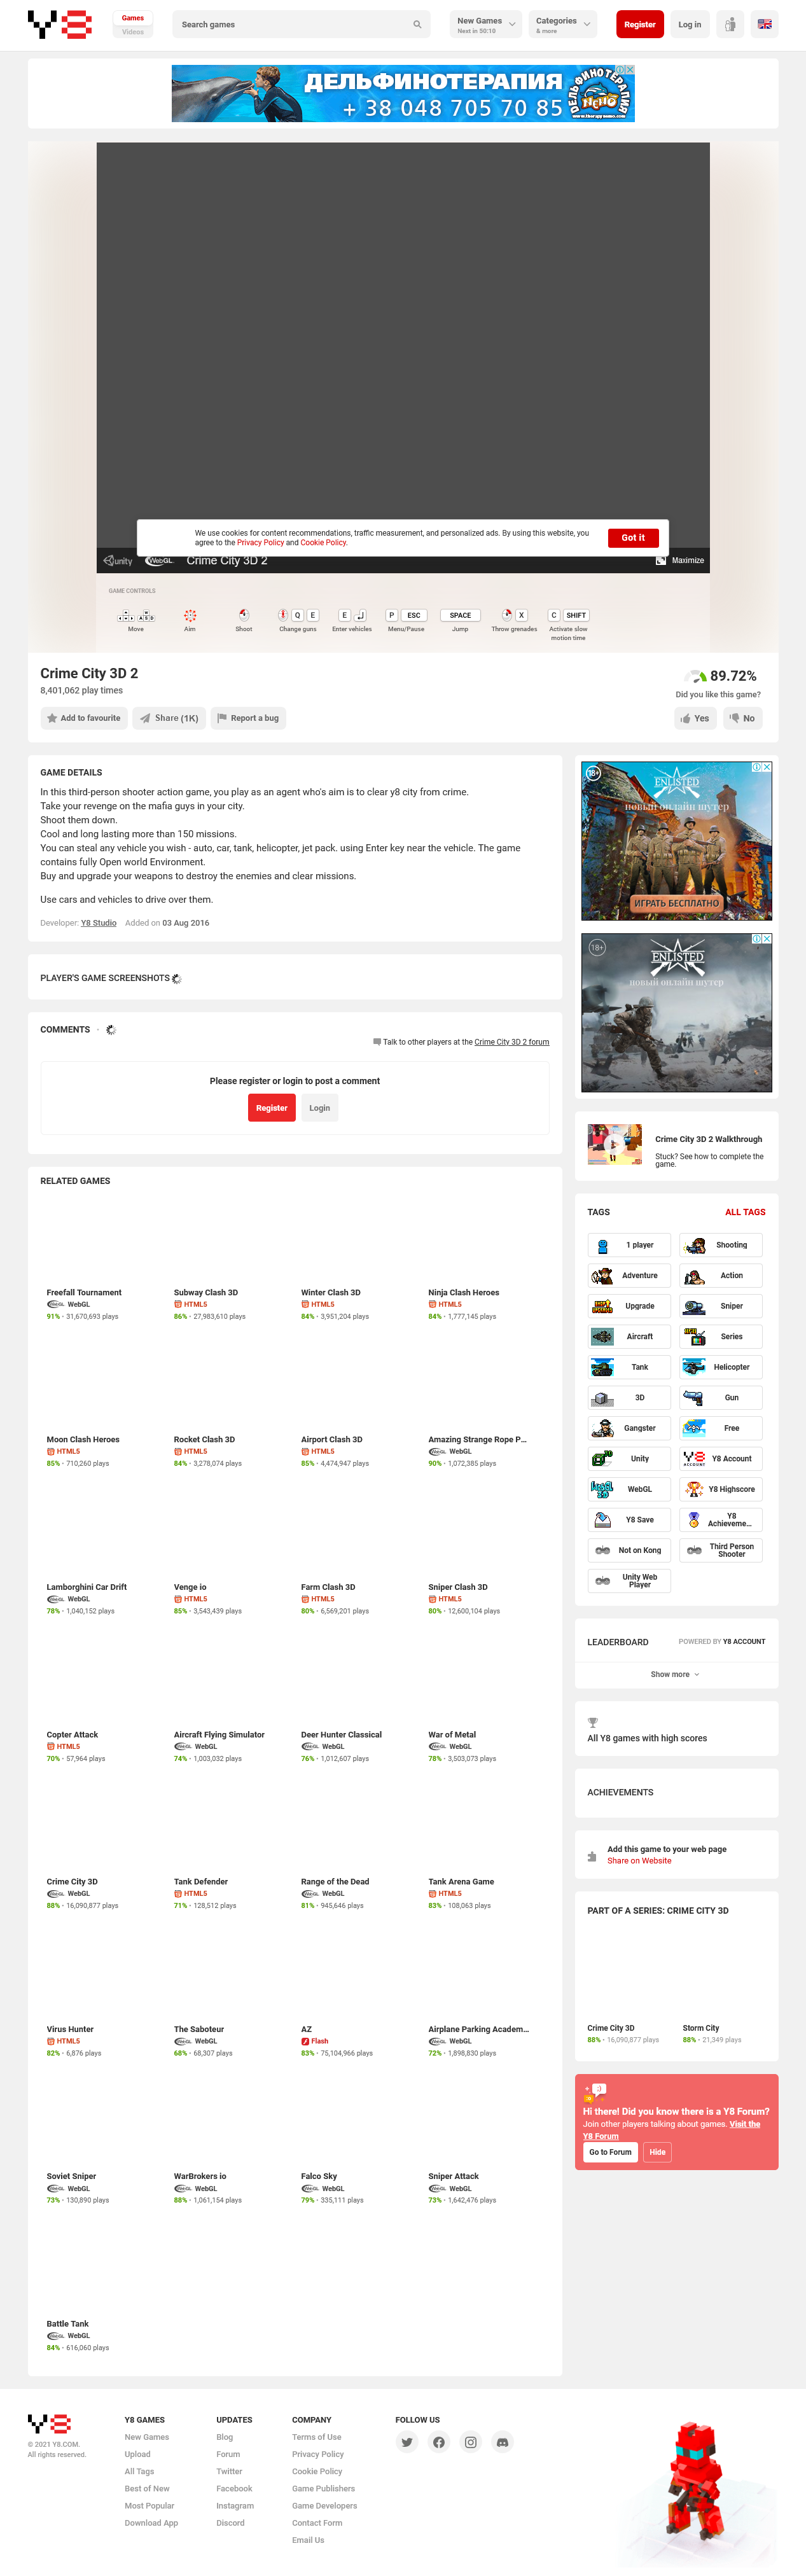 Y8
Games
Videos
Search games
New Games
Next in 50:10
Categories
& more
Register
Log in
ДЕЛЬФИНОТЕРАПИЯ
+ 38 048 705 70 85
ДЕЛЬФИНОТЕРАПИЯ
NEMO
www.therapynemo.com
We use cookies for content recommendations, traffic measurement, and personalized ads. By using this website, you
agree to the Privacy Policy and Cookie Policy.
Got it
unity
WebGL
Crime City 3D 2
Maximize
GAME CONTROLS
W
A S D
Q E
E
P ESC
SPACE
X
C SHIFT
Move
Aim
Shoot
Change guns
Enter vehicles
Menu/Pause
Jump
Throw grenades
Activate slow
motion time
Crime City 3D 2
8,401,062 play times
89.72%
Did you like this game?
Add to favourite
Share (1K)
Report a bug
Yes
No
GAME DETAILS
In this third-person shooter action game, you play as an agent who's aim is to clear y8 city from crime.
Take your revenge on the mafia guys in your city.
Shoot them down.
Cool and long lasting more than 150 missions.
You can steal any vehicle you wish - auto, car, tank, helicopter, jet pack. using Enter key near the vehicle. The game
contains fully Open world Environment.
Buy and upgrade your weapons to destroy the enemies and clear missions.
Use cars and vehicles to drive over them.
Developer: Y8 Studio Added on 03 Aug 2016
18+
ENLISTED
новый онлайн шутер
ИГРАТЬ БЕСПЛАТНО
18+
ENLISTED
новый онлайн шутер
PLAYER'S GAME SCREENSHOTS
COMMENTS
Talk to other players at the Crime City 3D 2 forum
Please register or login to post a comment
Register
Login
Crime City 3D 2 Walkthrough
Stuck? See how to complete the
game.
RELATED GAMES
Freefall Tournament
WebGL
91% • 31,670,693 plays
Subway Clash 3D
HTML5
86% • 27,983,610 plays
Winter Clash 3D
HTML5
84% • 3,951,204 plays
Ninja Clash Heroes
HTML5
84% • 1,777,145 plays
Moon Clash Heroes
HTML5
85% • 710,260 plays
Rocket Clash 3D
HTML5
84% • 3,278,074 plays
Airport Clash 3D
HTML5
85% • 4,474,947 plays
Amazing Strange Rope P...
WebGL
90% • 1,072,385 plays
Lamborghini Car Drift
WebGL
78% • 1,040,152 plays
Venge io
HTML5
85% • 3,543,439 plays
Farm Clash 3D
HTML5
80% • 6,569,201 plays
Sniper Clash 3D
HTML5
80% • 12,600,104 plays
Copter Attack
HTML5
70% • 57,964 plays
Aircraft Flying Simulator
WebGL
74% • 1,003,032 plays
Deer Hunter Classical
WebGL
76% • 1,012,607 plays
War of Metal
WebGL
78% • 3,503,073 plays
Crime City 3D
WebGL
88% • 16,090,877 plays
Tank Defender
HTML5
71% • 128,512 plays
Range of the Dead
WebGL
81% • 945,646 plays
Tank Arena Game
HTML5
83% • 108,063 plays
Virus Hunter
HTML5
82% • 6,876 plays
The Saboteur
WebGL
68% • 68,307 plays
AZ
Flash
83% • 75,104,966 plays
Airplane Parking Academ...
WebGL
72% • 1,898,830 plays
Soviet Sniper
WebGL
73% • 130,890 plays
WarBrokers io
WebGL
88% • 1,061,154 plays
Falco Sky
WebGL
79% • 335,111 plays
Sniper Attack
WebGL
73% • 1,642,476 plays
Battle Tank
WebGL
84% • 616,060 plays
TAGS
ALL TAGS
1 player
Shooting
Adventure
Action
Upgrade
Sniper
Aircraft
Series
Tank
Helicopter
3D
Gun
Gangster
Free
Unity
Y8 Account
WebGL
Y8 Highscore
Y8 Save
Y8
Achieveme...
Not on Kong
Third Person
Shooter
Unity Web
Player
LEADERBOARD
POWERED BY Y8 ACCOUNT
Show more
All Y8 games with high scores
ACHIEVEMENTS
Add this game to your web page
Share on Website
PART OF A SERIES: CRIME CITY 3D
Crime City 3D
88% • 16,090,877 plays
Storm City
88% • 21,349 plays
Hi there! Did you know there is a Y8 Forum?
Join other players talking about games. Visit the
Y8 Forum
Go to Forum
Hide
Y8
© 2021 Y8.COM.
All rights reserved.
Y8 GAMES
New Games
Upload
All Tags
Best of New
Most Popular
Download App
UPDATES
Blog
Forum
Twitter
Facebook
Instagram
Discord
COMPANY
Terms of Use
Privacy Policy
Cookie Policy
Game Publishers
Game Developers
Contact Form
Email Us
FOLLOW US